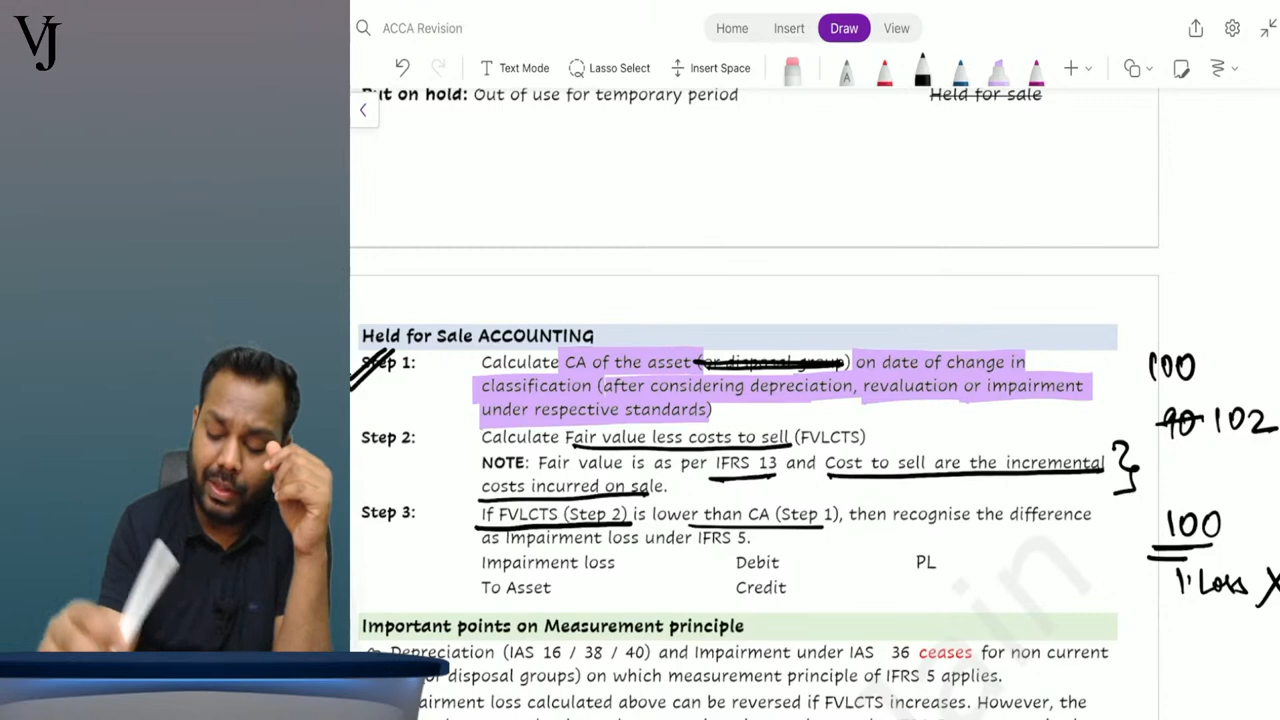 VJ
ACCA Revision
Home Insert Draw View
Text Mode Lasso Select Insert Space
Put on hold: Out of use for temporary period Held for sale
Held for Sale ACCOUNTING
Step 1: Calculate CA of the asset (or disposal group) on date of change in
classification (after considering depreciation, revaluation or impairment
under respective standards)
100
90 102
Step 2: Calculate Fair value less costs to sell (FVLCTS)
NOTE: Fair value is as per IFRS 13 and Cost to sell are the incremental
costs incurred on sale.
Step 3: If FVLCTS (Step 2) is lower than CA (Step 1), then recognise the difference
as Impairment loss under IFRS 5.
100
Impairment loss Debit PL
To Asset Credit
Loss X
Important points on Measurement principle
Depreciation (IAS 16 / 38 / 40) and Impairment under IAS 36 ceases for non current
or disposal groups) on which measurement principle of IFRS 5 applies.
loss calculated above can be reversed if FVLCTS increases. However, the